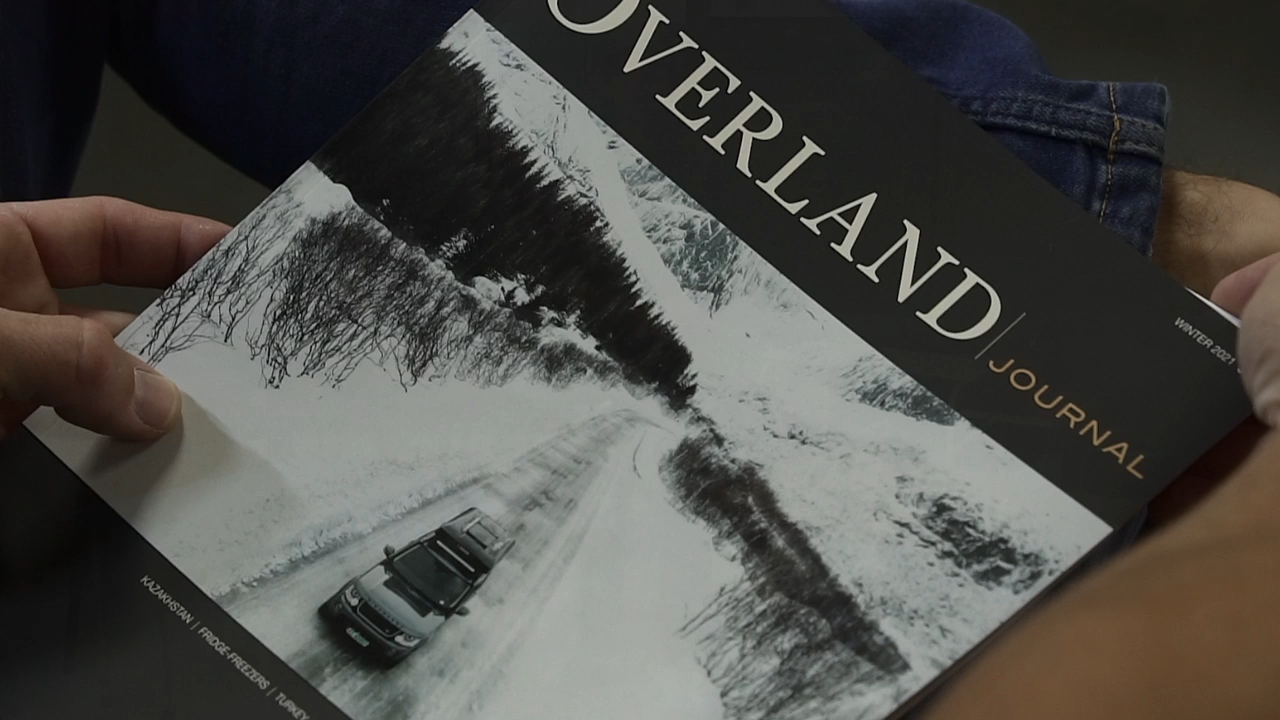 OVERLAND
JOURNAL
WINTER 2021
KAZAKHSTAN | FRIDGE-FREEZERS | TURKEY